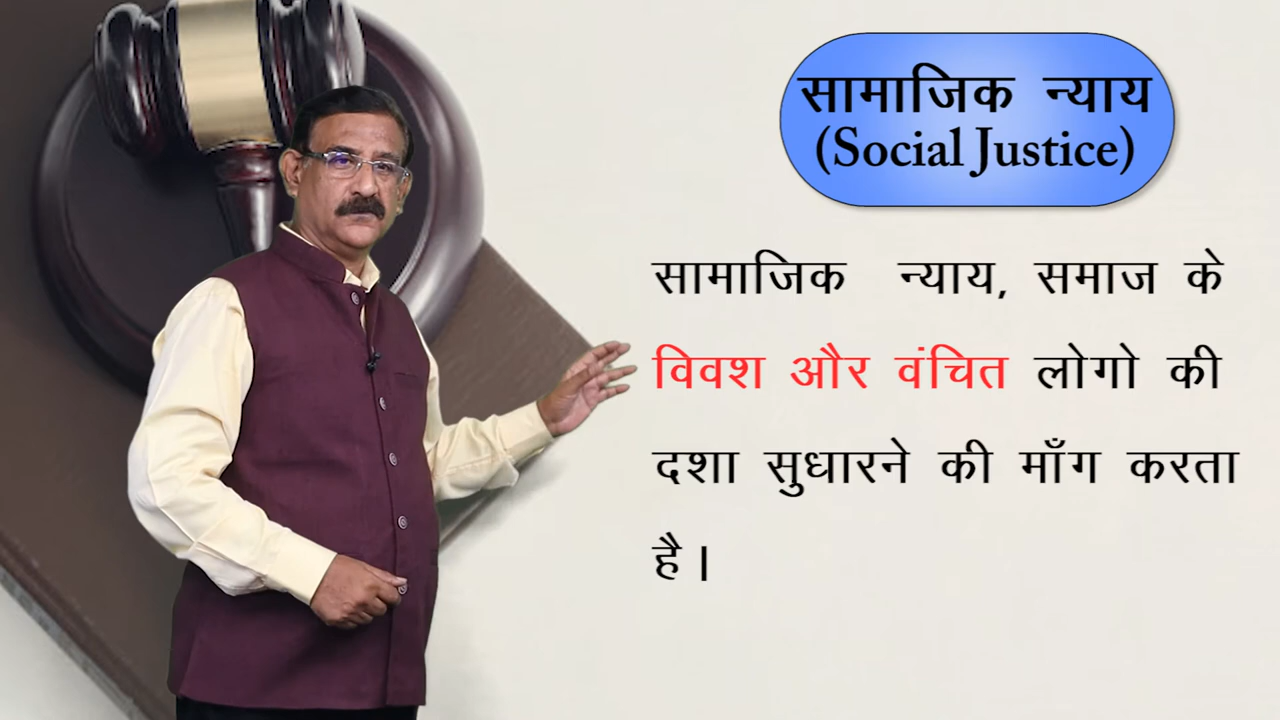 सामाजिक न्याय
(Social Justice)
सामाजिक न्याय, समाज के
विवश और वंचित लोगो की
दशा सुधारने की माँग करता
है।